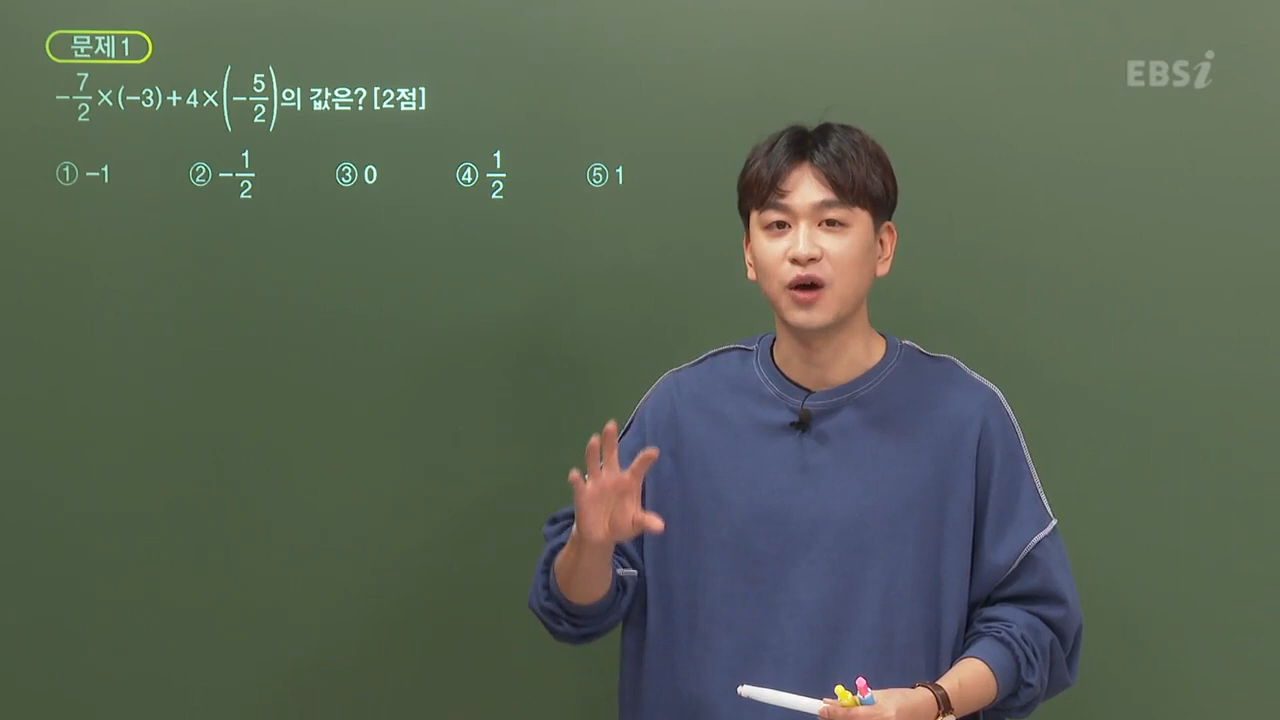 문제 1
EBSi
-7/2×(-3)+4×(-5/2)의 값은? [2점]
① -1 ② -1/2 ③ 0 ④ 1/2 ⑤ 1